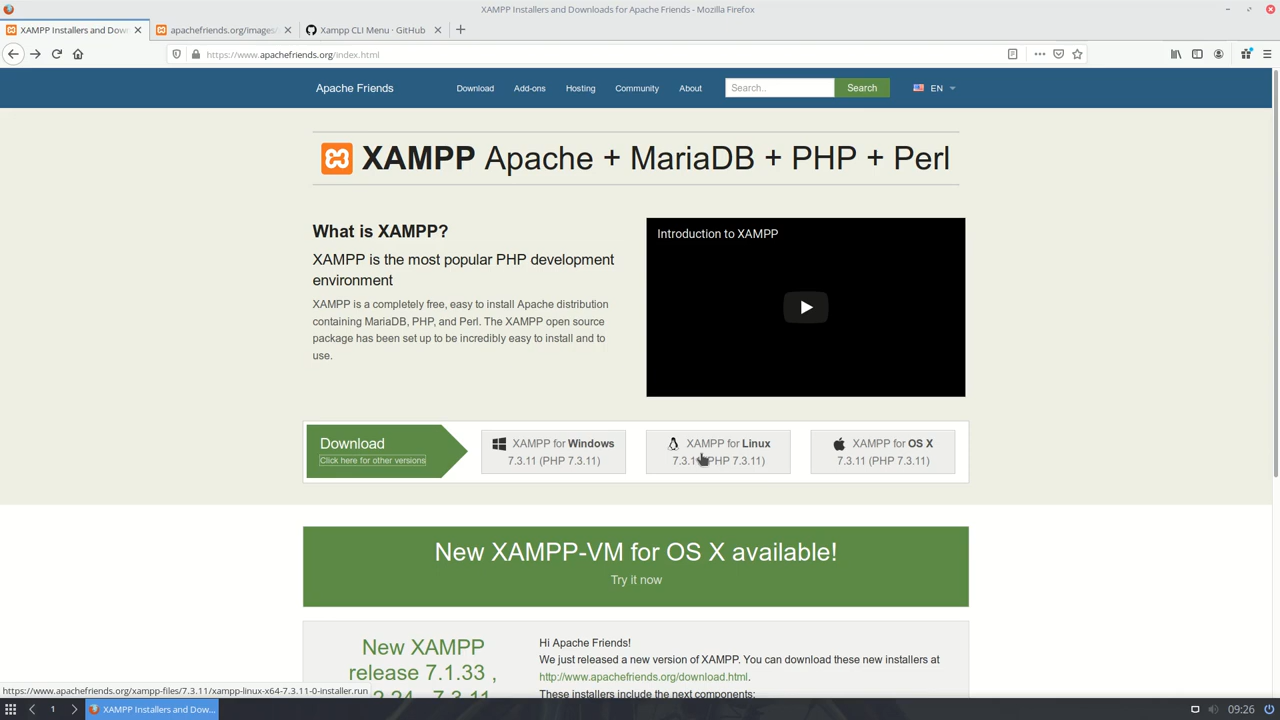 XAMPP Installers and Downloads for Apache Friends - Mozilla Firefox
XAMPP Installers and Down
apachefriends.org/images/
Xampp CLI Menu · GitHub
https://www.apachefriends.org/index.html
Apache Friends
Download
Add-ons
Hosting
Community
About
Search..
Search
EN
XAMPP Apache + MariaDB + PHP + Perl
What is XAMPP?
XAMPP is the most popular PHP development
environment
XAMPP is a completely free, easy to install Apache distribution
containing MariaDB, PHP, and Perl. The XAMPP open source
package has been set up to be incredibly easy to install and to
use.
Introduction to XAMPP
Download
Click here for other versions
XAMPP for Windows
7.3.11 (PHP 7.3.11)
XAMPP for Linux
7.3.11 (PHP 7.3.11)
XAMPP for OS X
7.3.11 (PHP 7.3.11)
New XAMPP-VM for OS X available!
Try it now
New XAMPP
release 7.1.33 ,
2.24 , 7.3.11
Hi Apache Friends!
We just released a new version of XAMPP. You can download these new installers at
http://www.apachefriends.org/download.html.
These installers include the next components:
https://www.apachefriends.org/xampp-files/7.3.11/xampp-linux-x64-7.3.11-0-installer.run
1
XAMPP Installers and Dow...
09:26